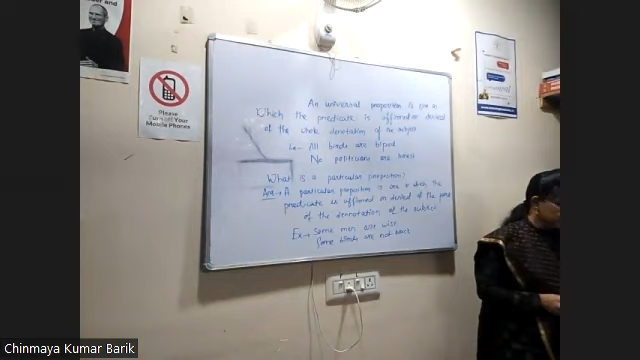 An universal proposition is one in
which the predicate is affirmed or denied
of the whole denotation of the subject
All birds are biped
No politicians are honest
What is a particular proposition?
Ans → A particular proposition is one in which the
predicate is affirmed or denied of the part
of the denotation of the subject
Ex → Some men are wise
Some birds are not
Please
Turn off Your
Mobile Phones
Chinmaya Kumar Barik